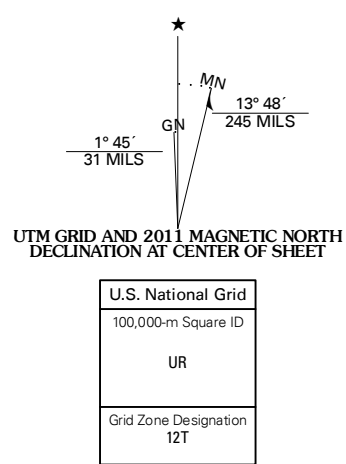 ★
MN
GN
13° 48´
245 MILS
1° 45´
31 MILS
UTM GRID AND 2011 MAGNETIC NORTH
DECLINATION AT CENTER OF SHEET
U.S. National Grid
100,000-m Square ID
UR
Grid Zone Designation
12T